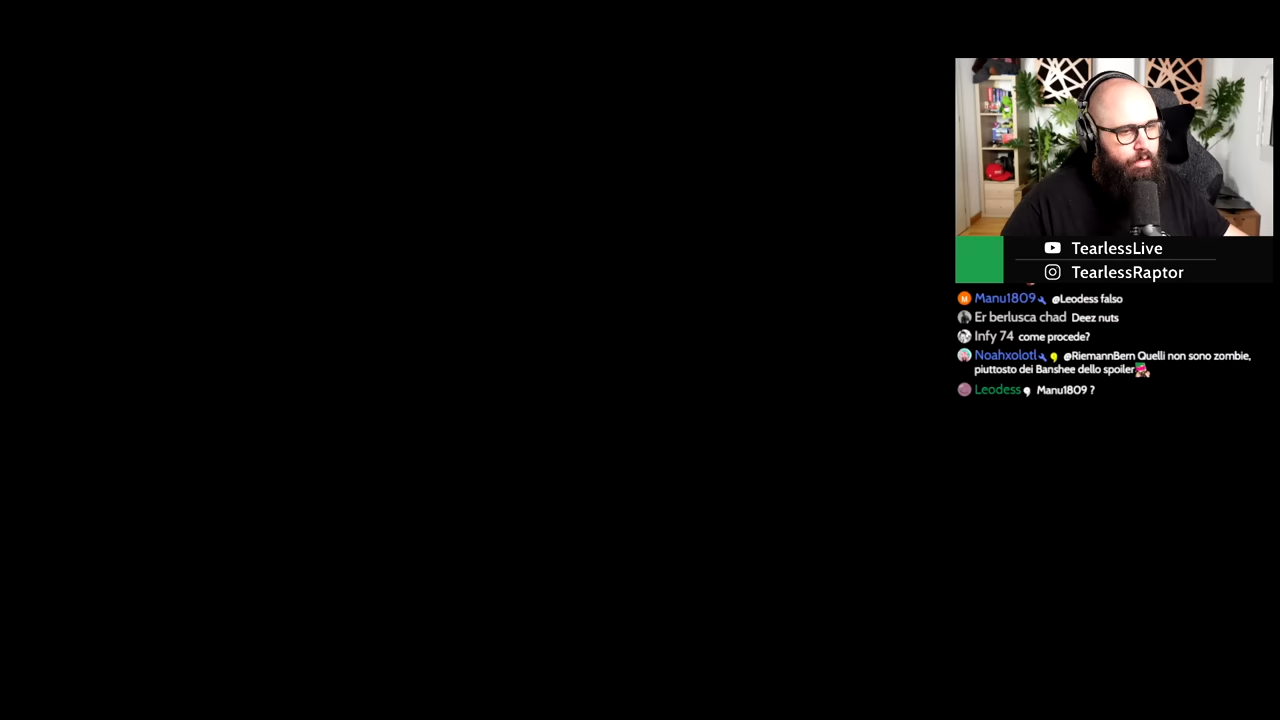 TearlessLive
TearlessRaptor
Manu1809 @Leodess falso
Er berlusca chad Deez nuts
Infy 74 come procede?
Noahxolotl @RiemannBern Quelli non sono zombie,
piuttosto dei Banshee dello spoiler
Leodess Manu1809 ?